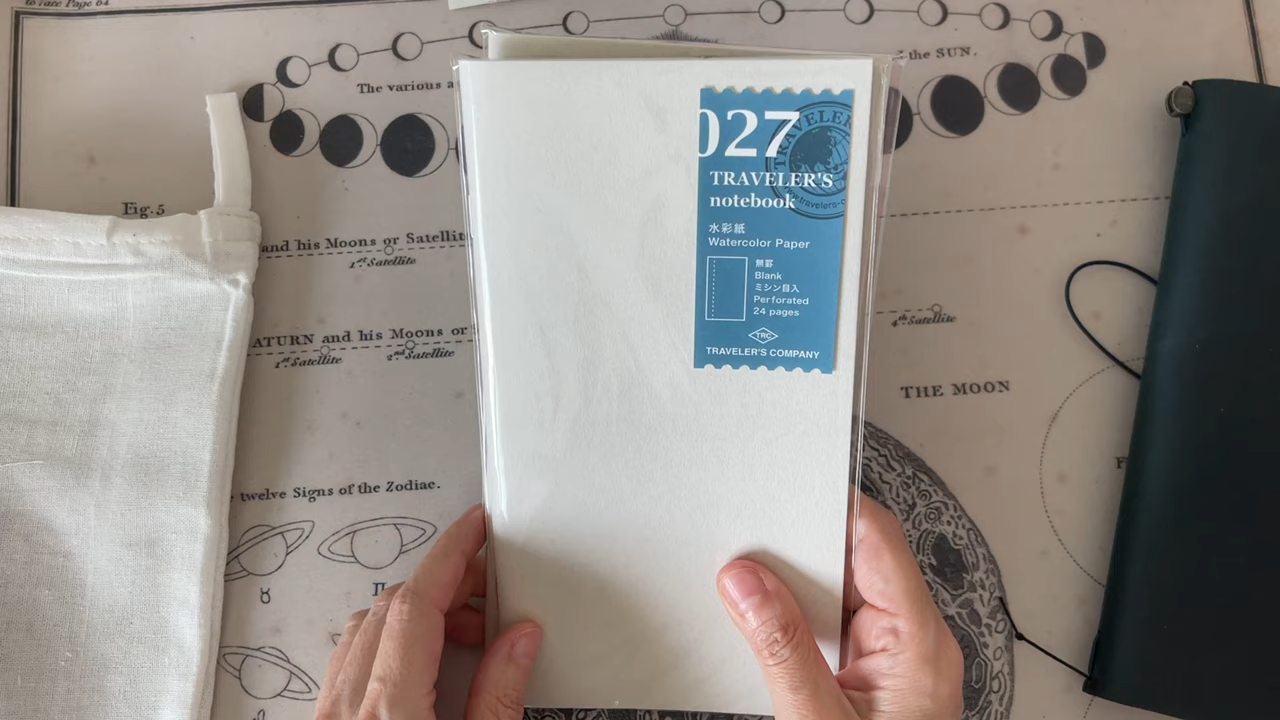 to face Page 64
The various a
d the SUN.
Fig. 5
and his Moons or Satellit
1st Satellite
ATURN and his Moons or
1st Satellite
2nd Satellite
4th Satellite
THE MOON
F
twelve Signs of the Zodiac.
♉
Π
027
TRAVELER'S
TRAVELER'S
notebook
水彩紙
Watercolor Paper
無罫
Blank
ミシン目入
Perforated
24 pages
TRC
TRAVELER'S COMPANY